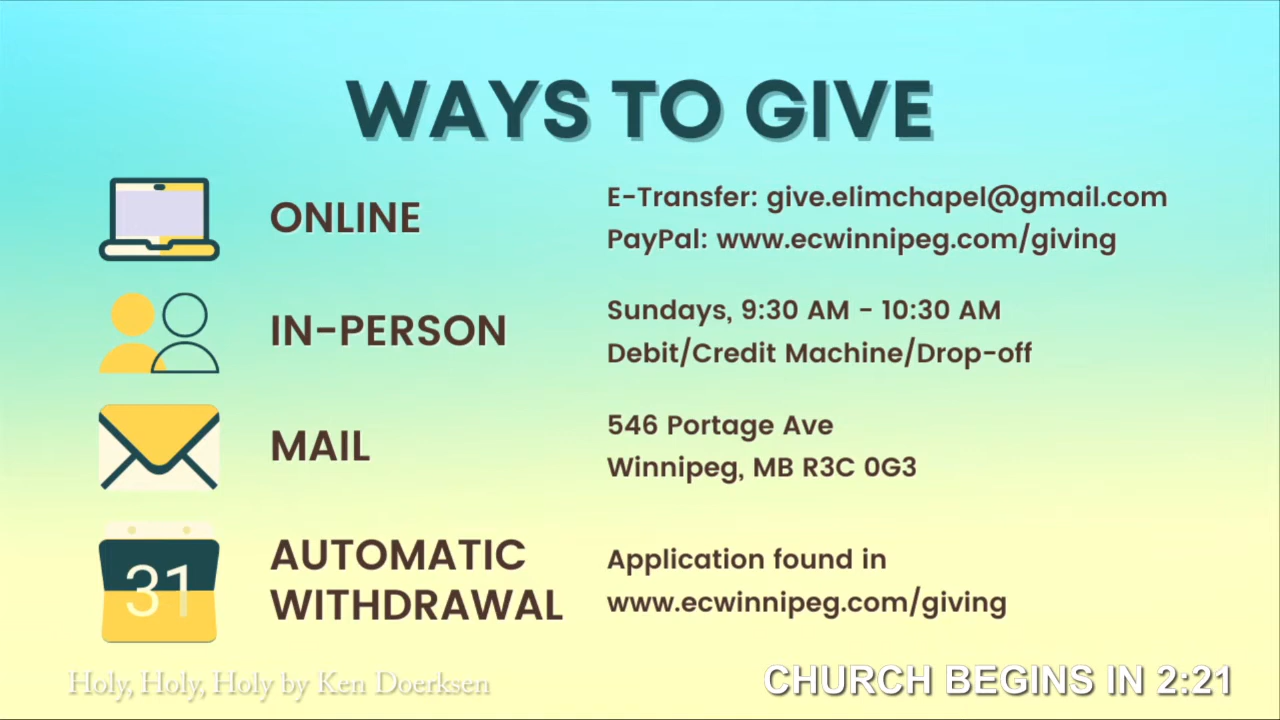 WAYS TO GIVE
ONLINE
E-Transfer: give.elimchapel@gmail.com
PayPal: www.ecwinnipeg.com/giving
IN-PERSON
Sundays, 9:30 AM - 10:30 AM
Debit/Credit Machine/Drop-off
MAIL
546 Portage Ave
Winnipeg, MB R3C 0G3
31
AUTOMATIC
WITHDRAWAL
Application found in
www.ecwinnipeg.com/giving
Holy, Holy, Holy by Ken Doerksen
CHURCH BEGINS IN 2:21